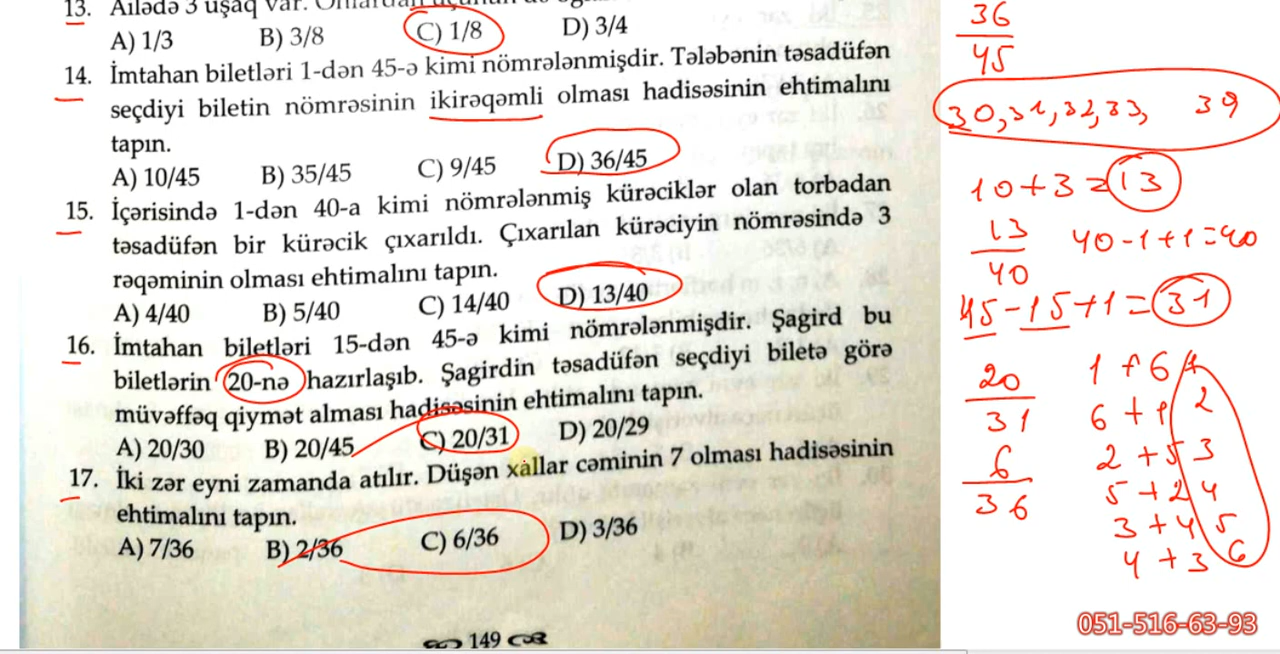 13. Ailədə 3 uşaq var.
A) 1/3 B) 3/8 C) 1/8 D) 3/4
14. İmtahan biletləri 1-dən 45-ə kimi nömrələnmişdir. Tələbənin təsadüfən
seçdiyi biletin nömrəsinin ikirəqəmli olması hadisəsinin ehtimalını
tapın.
A) 10/45 B) 35/45 C) 9/45 D) 36/45
15. İçərisində 1-dən 40-a kimi nömrələnmiş kürəciklər olan torbadan
təsadüfən bir kürəcik çıxarıldı. Çıxarılan kürəciyin nömrəsində 3
rəqəminin olması ehtimalını tapın.
A) 4/40 B) 5/40 C) 14/40 D) 13/40
16. İmtahan biletləri 15-dən 45-ə kimi nömrələnmişdir. Şagird bu
biletlərin 20-nə hazırlaşıb. Şagirdin təsadüfən seçdiyi biletə görə
müvəffəq qiymət alması hadisəsinin ehtimalını tapın.
A) 20/30 B) 20/45 C) 20/31 D) 20/29
17. İki zər eyni zamanda atılır. Düşən xallar cəminin 7 olması hadisəsinin
ehtimalını tapın.
A) 7/36 B) 2/36 C) 6/36 D) 3/36
149
36
45
30, 31, 32, 33, 39
10+3=13
13
40
40-1+1=40
45-15+1=31
20
31
6
36
1+6 1
6+1 2
2+5 3
5+2 4
3+4 5
4+3 6
051-516-63-93